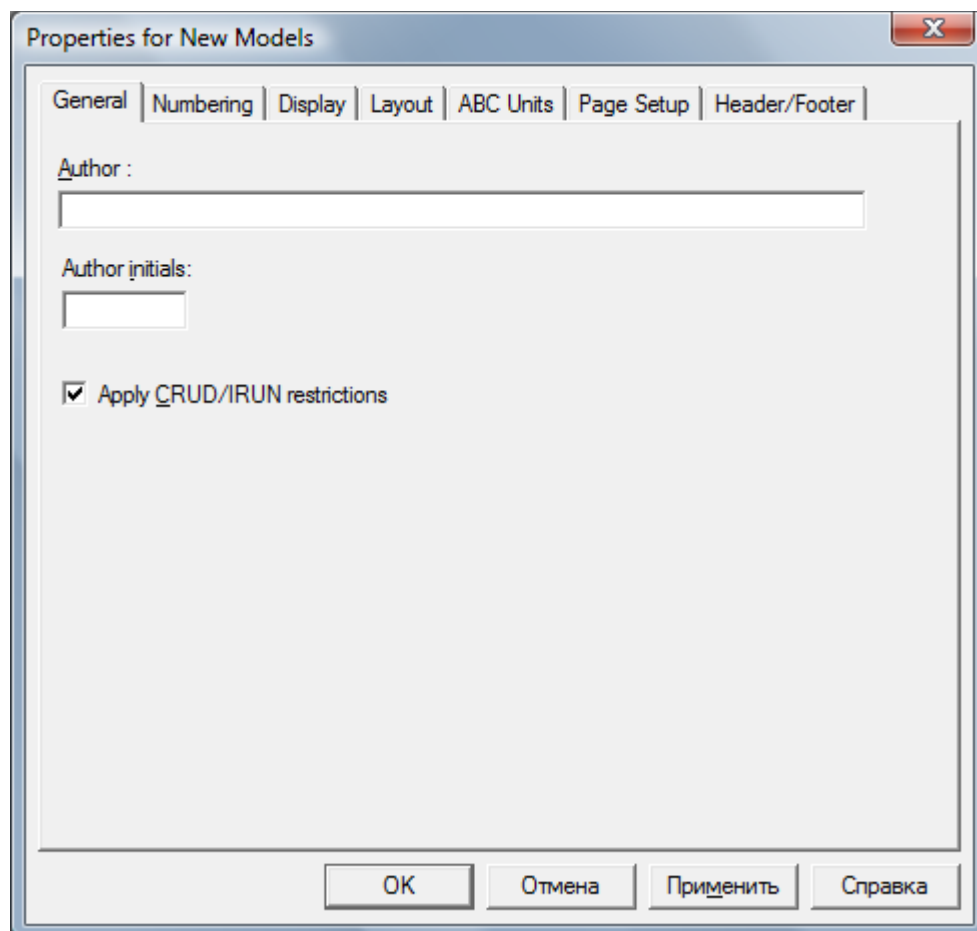 Properties for New Models
General Numbering Display Layout ABC Units Page Setup Header/Footer
Author :
Author initials:
Apply CRUD/IRUN restrictions
OK Отмена Применить Справка